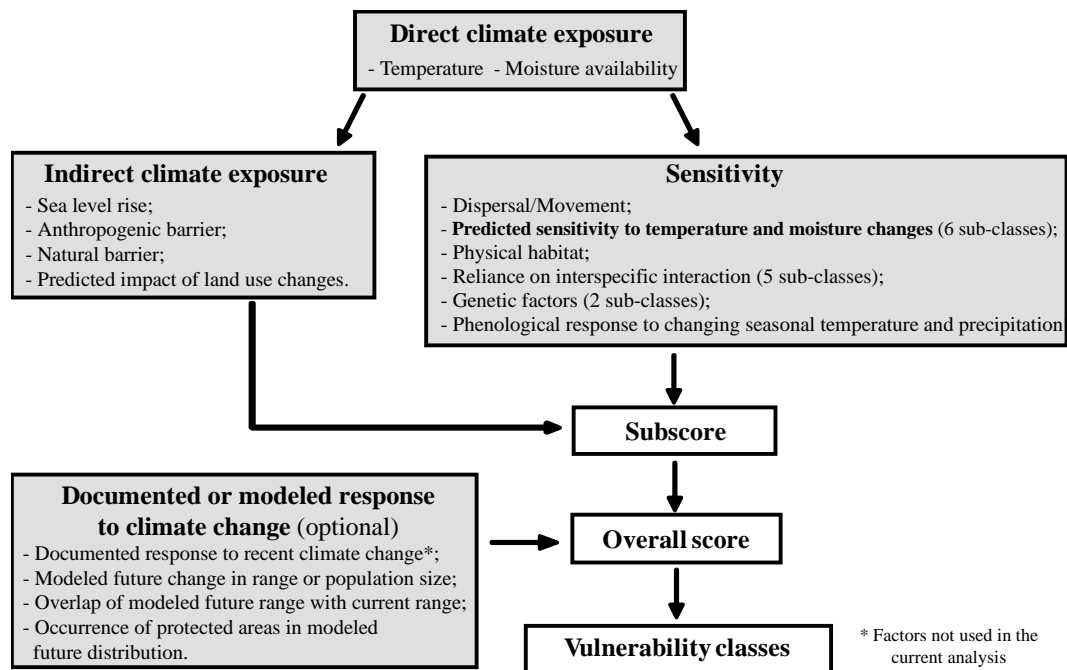 Direct climate exposure
- Temperature - Moisture availability
Indirect climate exposure
- Sea level rise;
- Anthropogenic barrier;
- Natural barrier;
- Predicted impact of land use changes.
Sensitivity
- Dispersal/Movement;
- Predicted sensitivity to temperature and moisture changes (6 sub-classes);
- Physical habitat;
- Reliance on interspecific interaction (5 sub-classes);
- Genetic factors (2 sub-classes);
- Phenological response to changing seasonal temperature and precipitation
Subscore
Documented or modeled response
to climate change (optional)
- Documented response to recent climate change*;
- Modeled future change in range or population size;
- Overlap of modeled future range with current range;
- Occurrence of protected areas in modeled
future distribution.
Overall score
Vulnerability classes
* Factors not used in the
current analysis